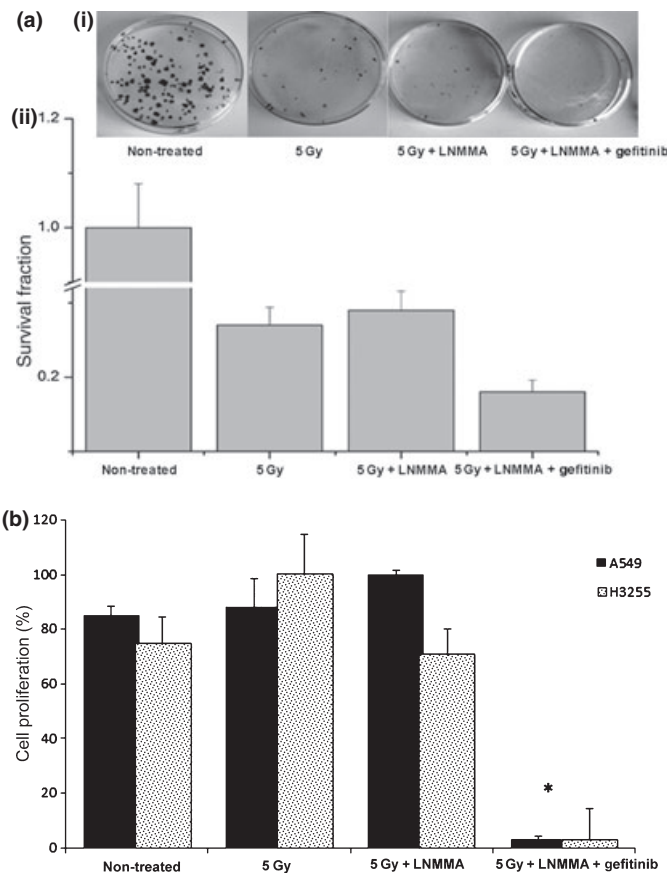 (a) (i)
Non-treated 5 Gy 5 Gy + LNMMA 5 Gy + LNMMA + gefitinib
(ii)
1.2
1.0
0.2
Survival fraction
Non-treated 5 Gy 5 Gy + LNMMA 5 Gy + LNMMA + gefitinib
(b)
120
100
80
60
40
20
0
Cell proliferation (%)
A549
H3255
*
Non-treated 5 Gy 5 Gy + LNMMA 5 Gy + LNMMA + gefitinib